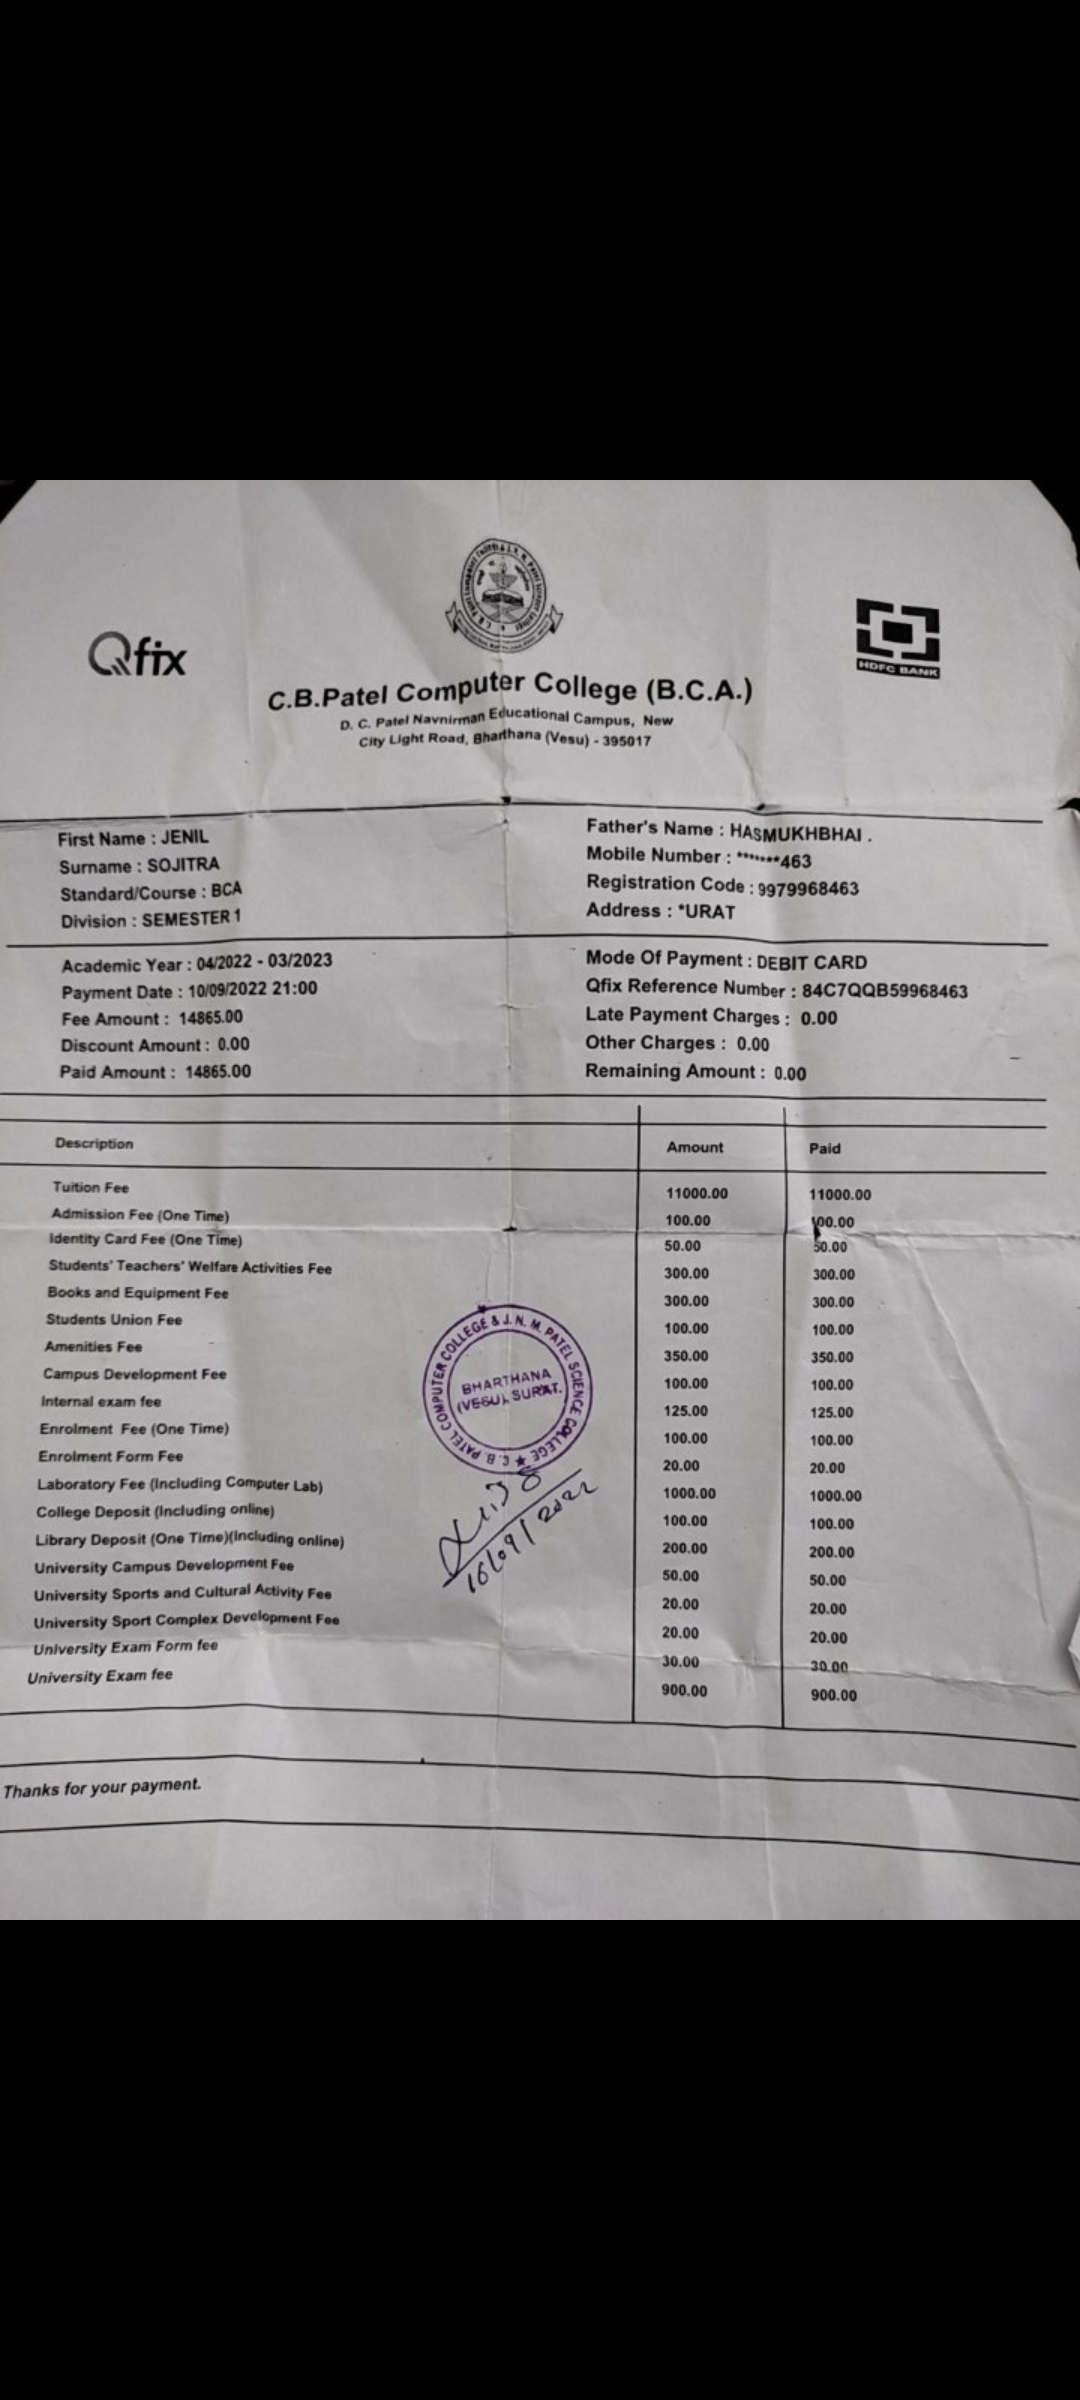 Qfix
HDFC BANK
C.B.Patel Computer College (B.C.A.)
D. C. Patel Navnirman Educational Campus, New
City Light Road, Bharthana (Vesu) - 395017
First Name : JENIL
Surname : SOJITRA
Standard/Course : BCA
Division : SEMESTER 1
Father's Name : HASMUKHBHAI .
Mobile Number : *******463
Registration Code : 9979968463
Address : *URAT
Academic Year : 04/2022 - 03/2023
Payment Date : 10/09/2022 21:00
Fee Amount : 14865.00
Discount Amount : 0.00
Paid Amount : 14865.00
Mode Of Payment : DEBIT CARD
Qfix Reference Number : 84C7QQB59968463
Late Payment Charges : 0.00
Other Charges : 0.00
Remaining Amount : 0.00
Description Amount Paid
Tuition Fee 11000.00 11000.00
Admission Fee (One Time) 100.00 100.00
Identity Card Fee (One Time) 50.00 50.00
Students' Teachers' Welfare Activities Fee 300.00 300.00
Books and Equipment Fee 300.00 300.00
Students Union Fee 100.00 100.00
Amenities Fee 350.00 350.00
Campus Development Fee 100.00 100.00
Internal exam fee 125.00 125.00
Enrolment Fee (One Time) 100.00 100.00
Enrolment Form Fee 20.00 20.00
Laboratory Fee (Including Computer Lab) 1000.00 1000.00
College Deposit (Including online) 100.00 100.00
Library Deposit (One Time)(Including online) 200.00 200.00
University Campus Development Fee 50.00 50.00
University Sports and Cultural Activity Fee 20.00 20.00
University Sport Complex Development Fee 20.00 20.00
University Exam Form fee 30.00 30.00
University Exam fee 900.00 900.00
C. B. PATEL COMPUTER COLLEGE & J. N. M. PATEL SCIENCE COLLEGE
BHARTHANA
(VESU), SURAT.
16/09/2022
Thanks for your payment.